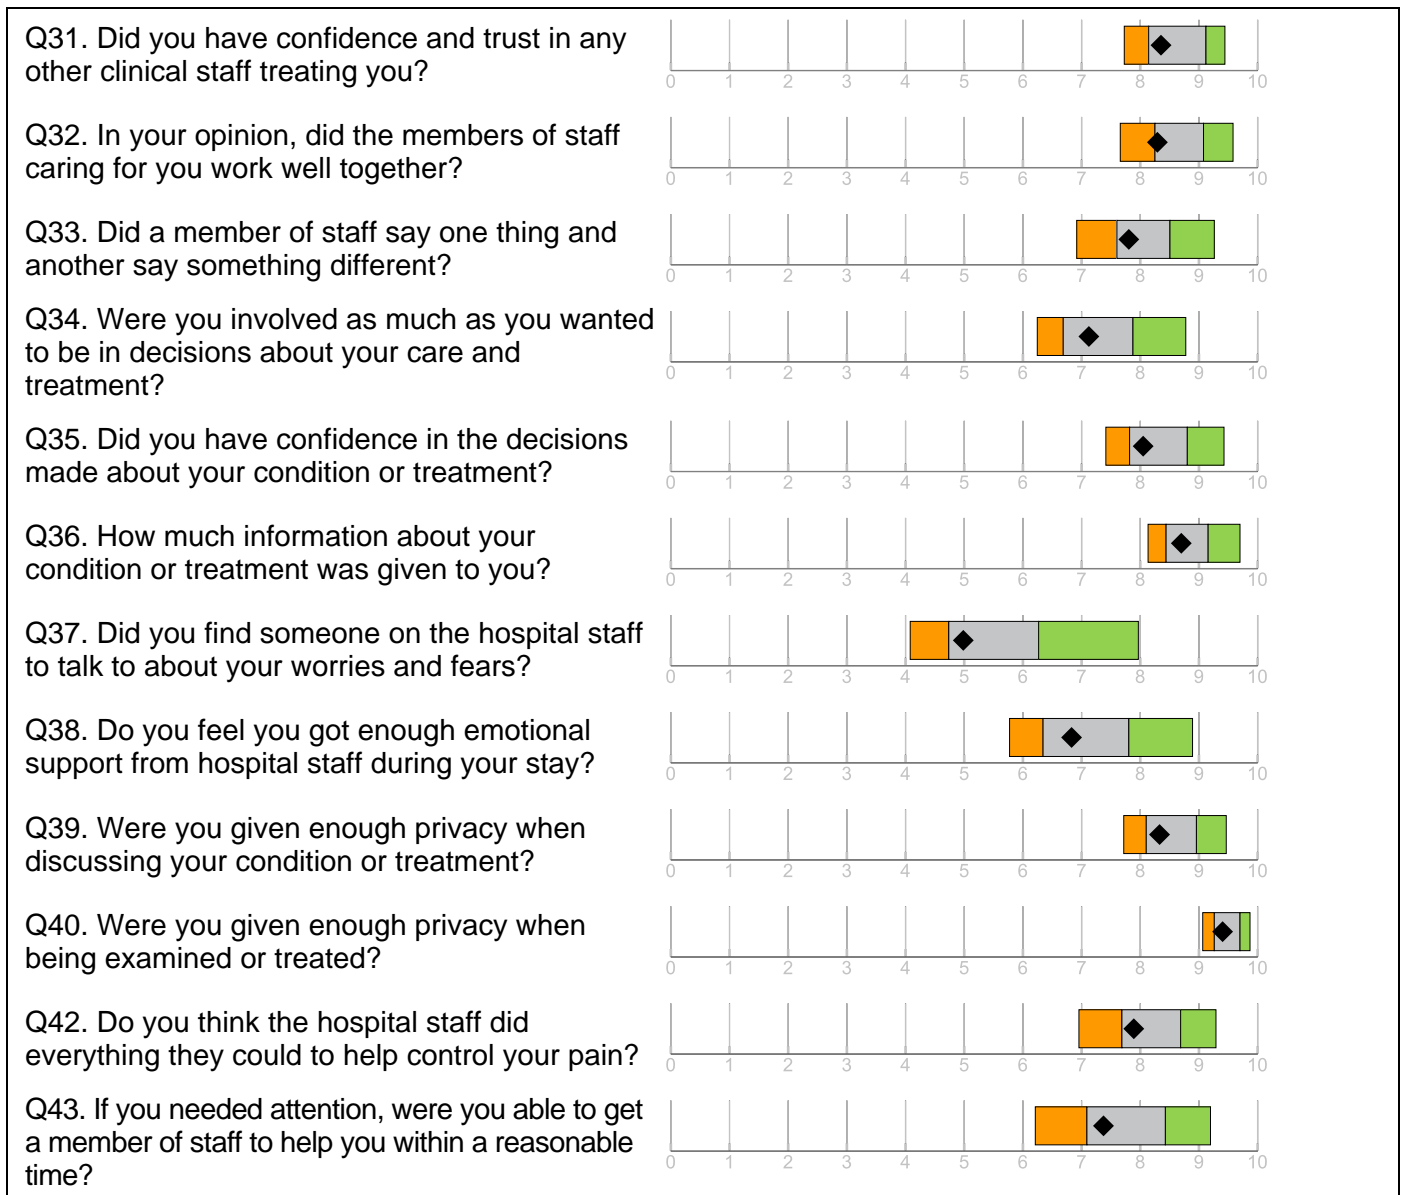 Q31. Did you have confidence and trust in any
other clinical staff treating you?
0 1 2 3 4 5 6 7 8 9 10
Q32. In your opinion, did the members of staff
caring for you work well together?
0 1 2 3 4 5 6 7 8 9 10
Q33. Did a member of staff say one thing and
another say something different?
0 1 2 3 4 5 6 7 8 9 10
Q34. Were you involved as much as you wanted
to be in decisions about your care and
treatment?
0 1 2 3 4 5 6 7 8 9 10
Q35. Did you have confidence in the decisions
made about your condition or treatment?
0 1 2 3 4 5 6 7 8 9 10
Q36. How much information about your
condition or treatment was given to you?
0 1 2 3 4 5 6 7 8 9 10
Q37. Did you find someone on the hospital staff
to talk to about your worries and fears?
0 1 2 3 4 5 6 7 8 9 10
Q38. Do you feel you got enough emotional
support from hospital staff during your stay?
0 1 2 3 4 5 6 7 8 9 10
Q39. Were you given enough privacy when
discussing your condition or treatment?
0 1 2 3 4 5 6 7 8 9 10
Q40. Were you given enough privacy when
being examined or treated?
0 1 2 3 4 5 6 7 8 9 10
Q42. Do you think the hospital staff did
everything they could to help control your pain?
0 1 2 3 4 5 6 7 8 9 10
Q43. If you needed attention, were you able to get
a member of staff to help you within a reasonable
time?
0 1 2 3 4 5 6 7 8 9 10